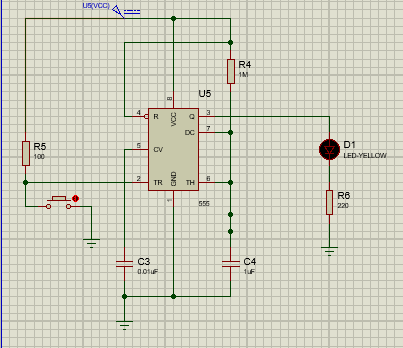 U5(VCC)
R4
1M
U5
8
4
R
VCC
Q
3
DC
7
5
CV
2
TR
GND
TH
6
1
555
R5
100
D1
LED-YELLOW
R6
220
C3
0.01uF
C4
1uF